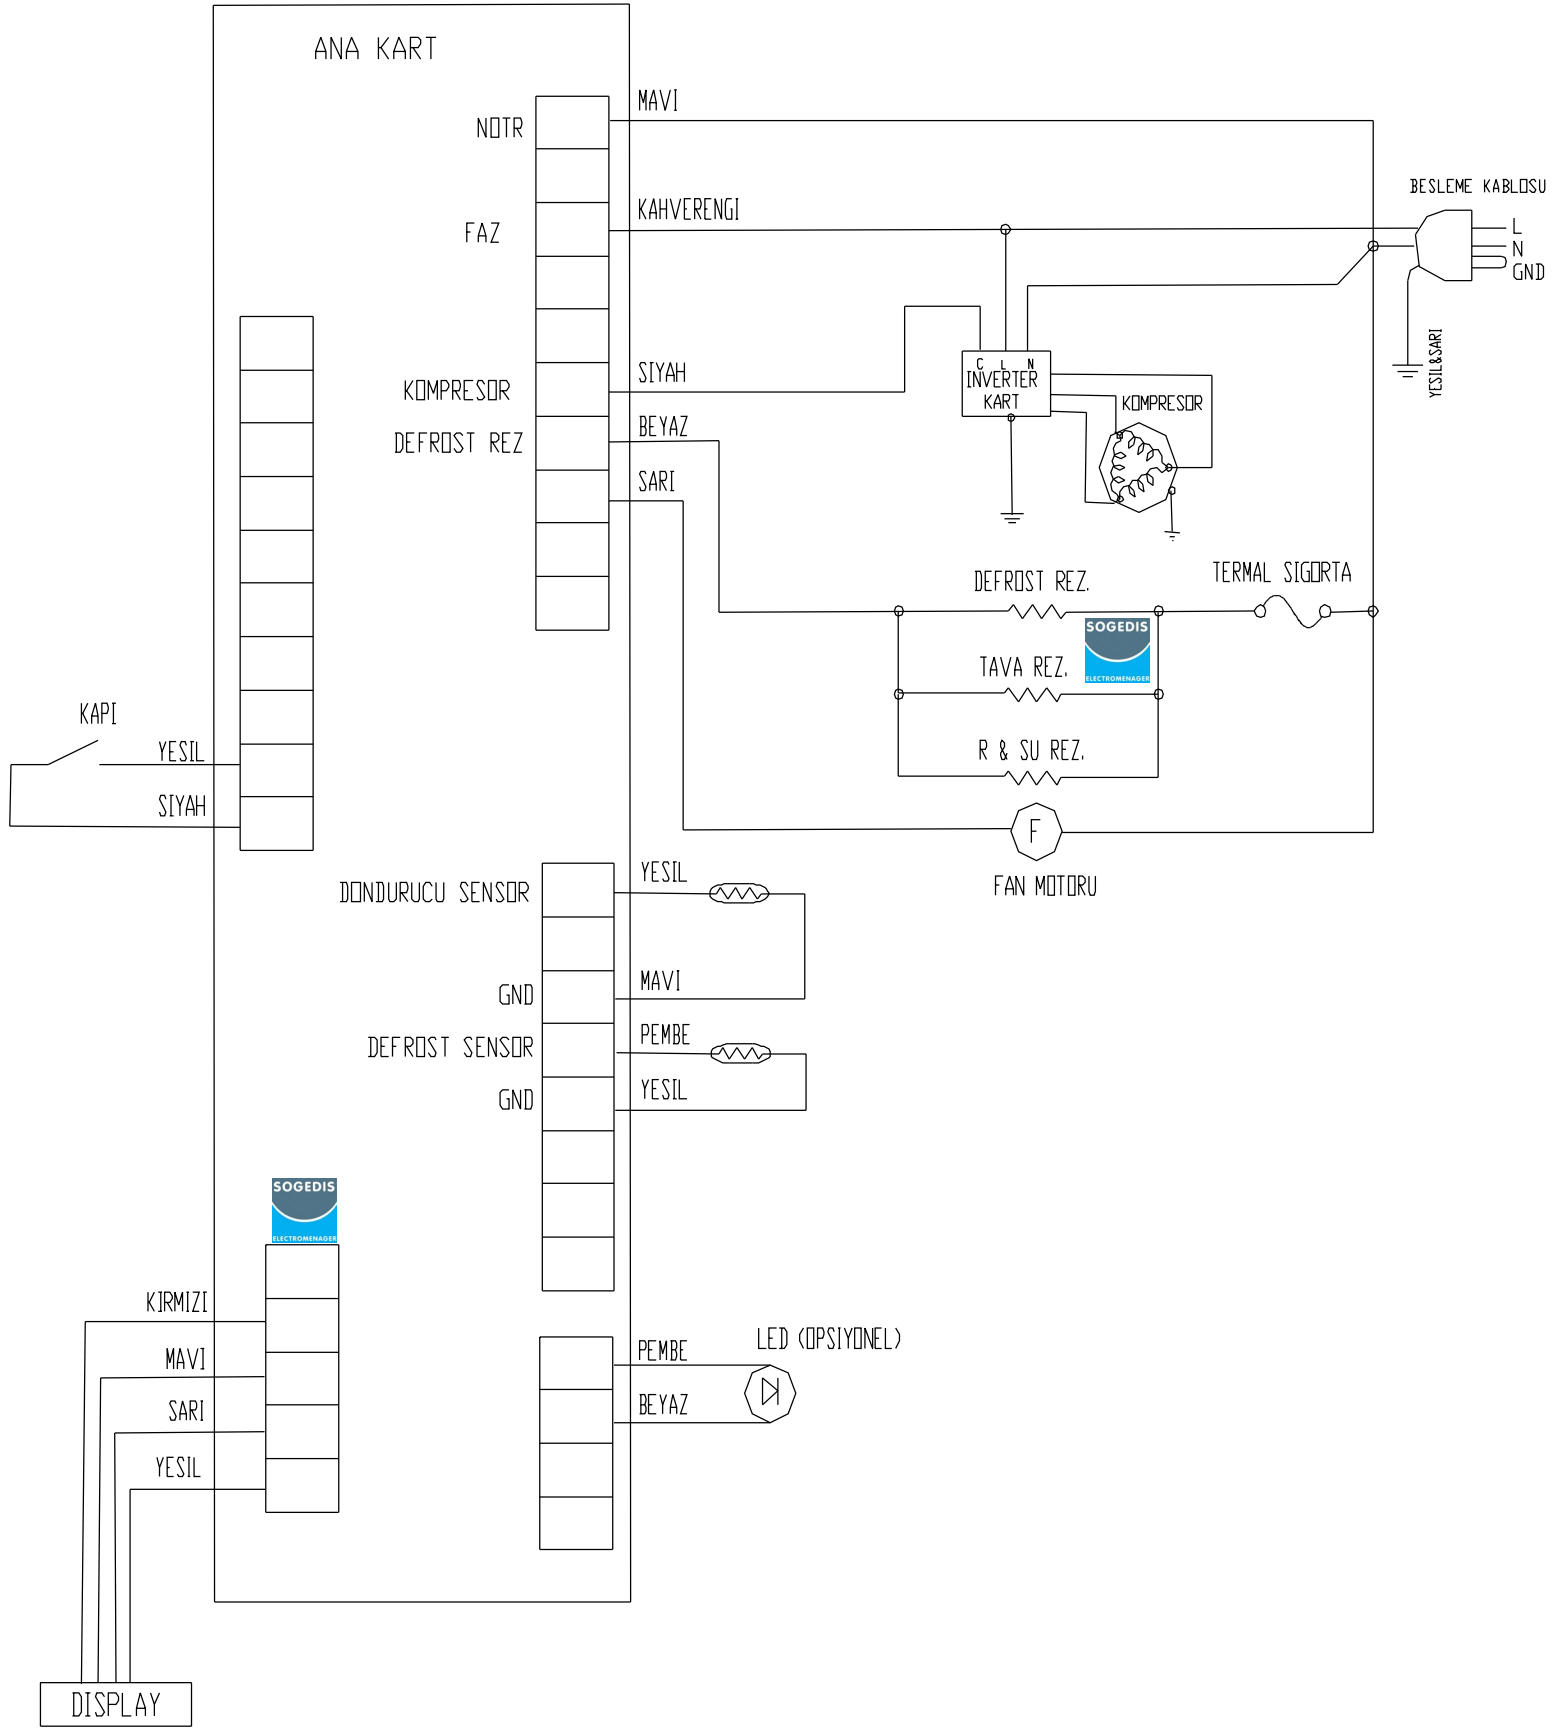 ANA KART
MAVI
NOTR
BESLEME KABLOSU
KAHVERENGI
FAZ
L
N
GND
YESIL&SARI
SIYAH
C L N
INVERTER
KART
KOMPRESOR
KOMPRESOR
BEYAZ
DEFROST REZ
SARI
DEFROST REZ.
TERMAL SIGORTA
SOGEDIS
ELECTROMENAGER
TAVA REZ.
KAPI
YESIL
R & SU REZ.
SIYAH
F
FAN MOTORU
YESIL
DONDURUCU SENSOR
MAVI
GND
PEMBE
DEFROST SENSOR
YESIL
GND
SOGEDIS
ELECTROMENAGER
KIRMIZI
LED (OPSIYONEL)
PEMBE
MAVI
BEYAZ
SARI
YESIL
DISPLAY